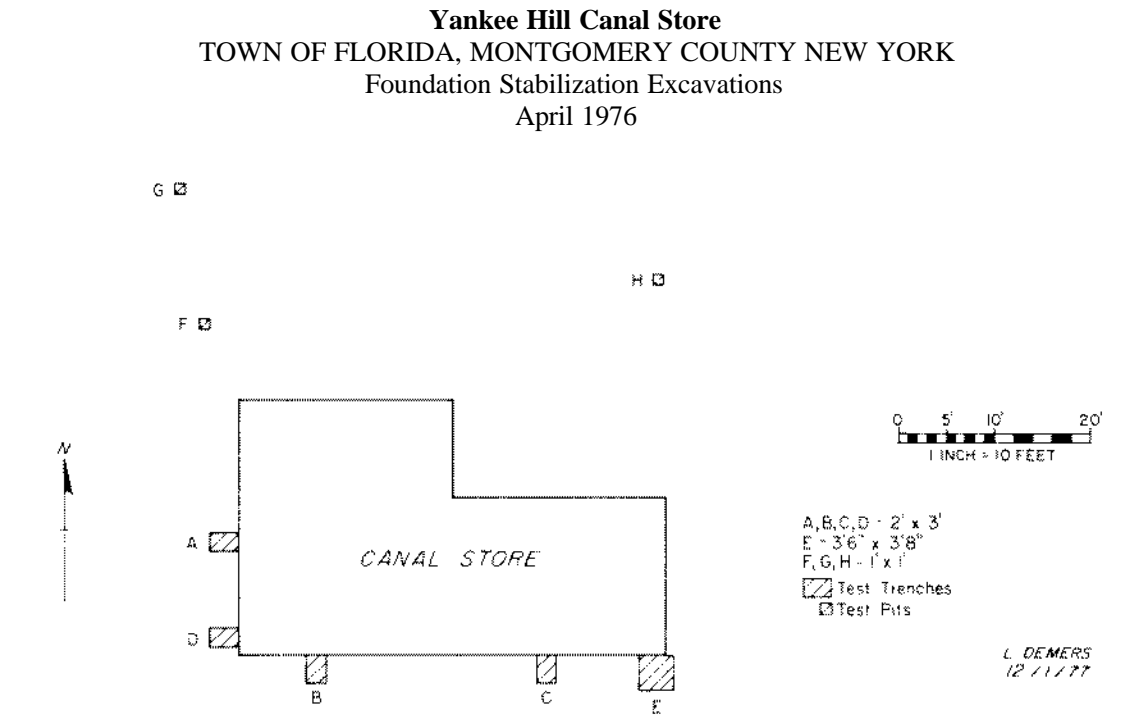 Yankee Hill Canal Store
TOWN OF FLORIDA, MONTGOMERY COUNTY NEW YORK
Foundation Stabilization Excavations
April 1976
G
H
F
0 5' 10' 20'
1 INCH = 10 FEET
N
A
CANAL STORE
A,B,C,D - 2' x 3'
E - 3'6" x 3'8"
F,G,H - 1' x 1'
Test Trenches
Test Pits
D
B
C
E
L. DEMERS
12/1/77